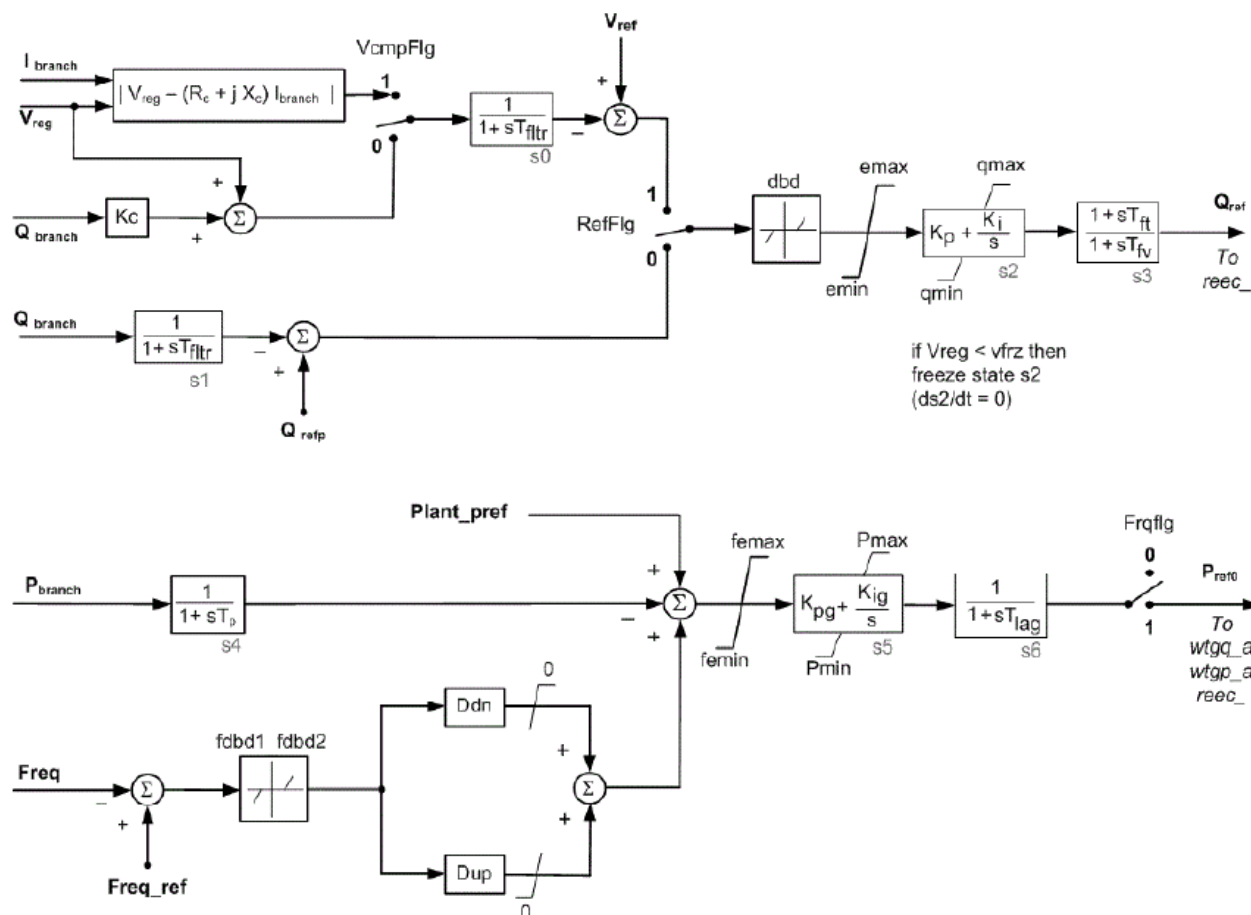 V ref
VcmpFlg
I branch
1
| V reg – (R c + j X c) I branch |
V reg
0
1
1+ sT fltr
s0
+
–
Σ
+
Kc
+
Σ
Q branch
1
RefFlg
0
dbd
emax
emin
qmax
K p + K i
s
qmin
s2
1+sT ft
1+sT fv
s3
Q ref
To
reec_
Q branch
1
1+ sT fltr
s1
–
+
Σ
Q refp
if Vreg < vfrz then
freeze state s2
(ds2/dt = 0)
Plant_pref
P branch
1
1+ sT p
s4
+
–
+
Σ
femax
femin
Pmax
K pg + K ig
s
Pmin
s5
1
1+sT lag
s6
Frqflg
0
1
P ref0
To
wtgq_a
wtgp_a
reec_
Ddn
0
fdbd1 fdbd2
Freq
–
+
Σ
Freq_ref
+
+
Σ
Dup
0